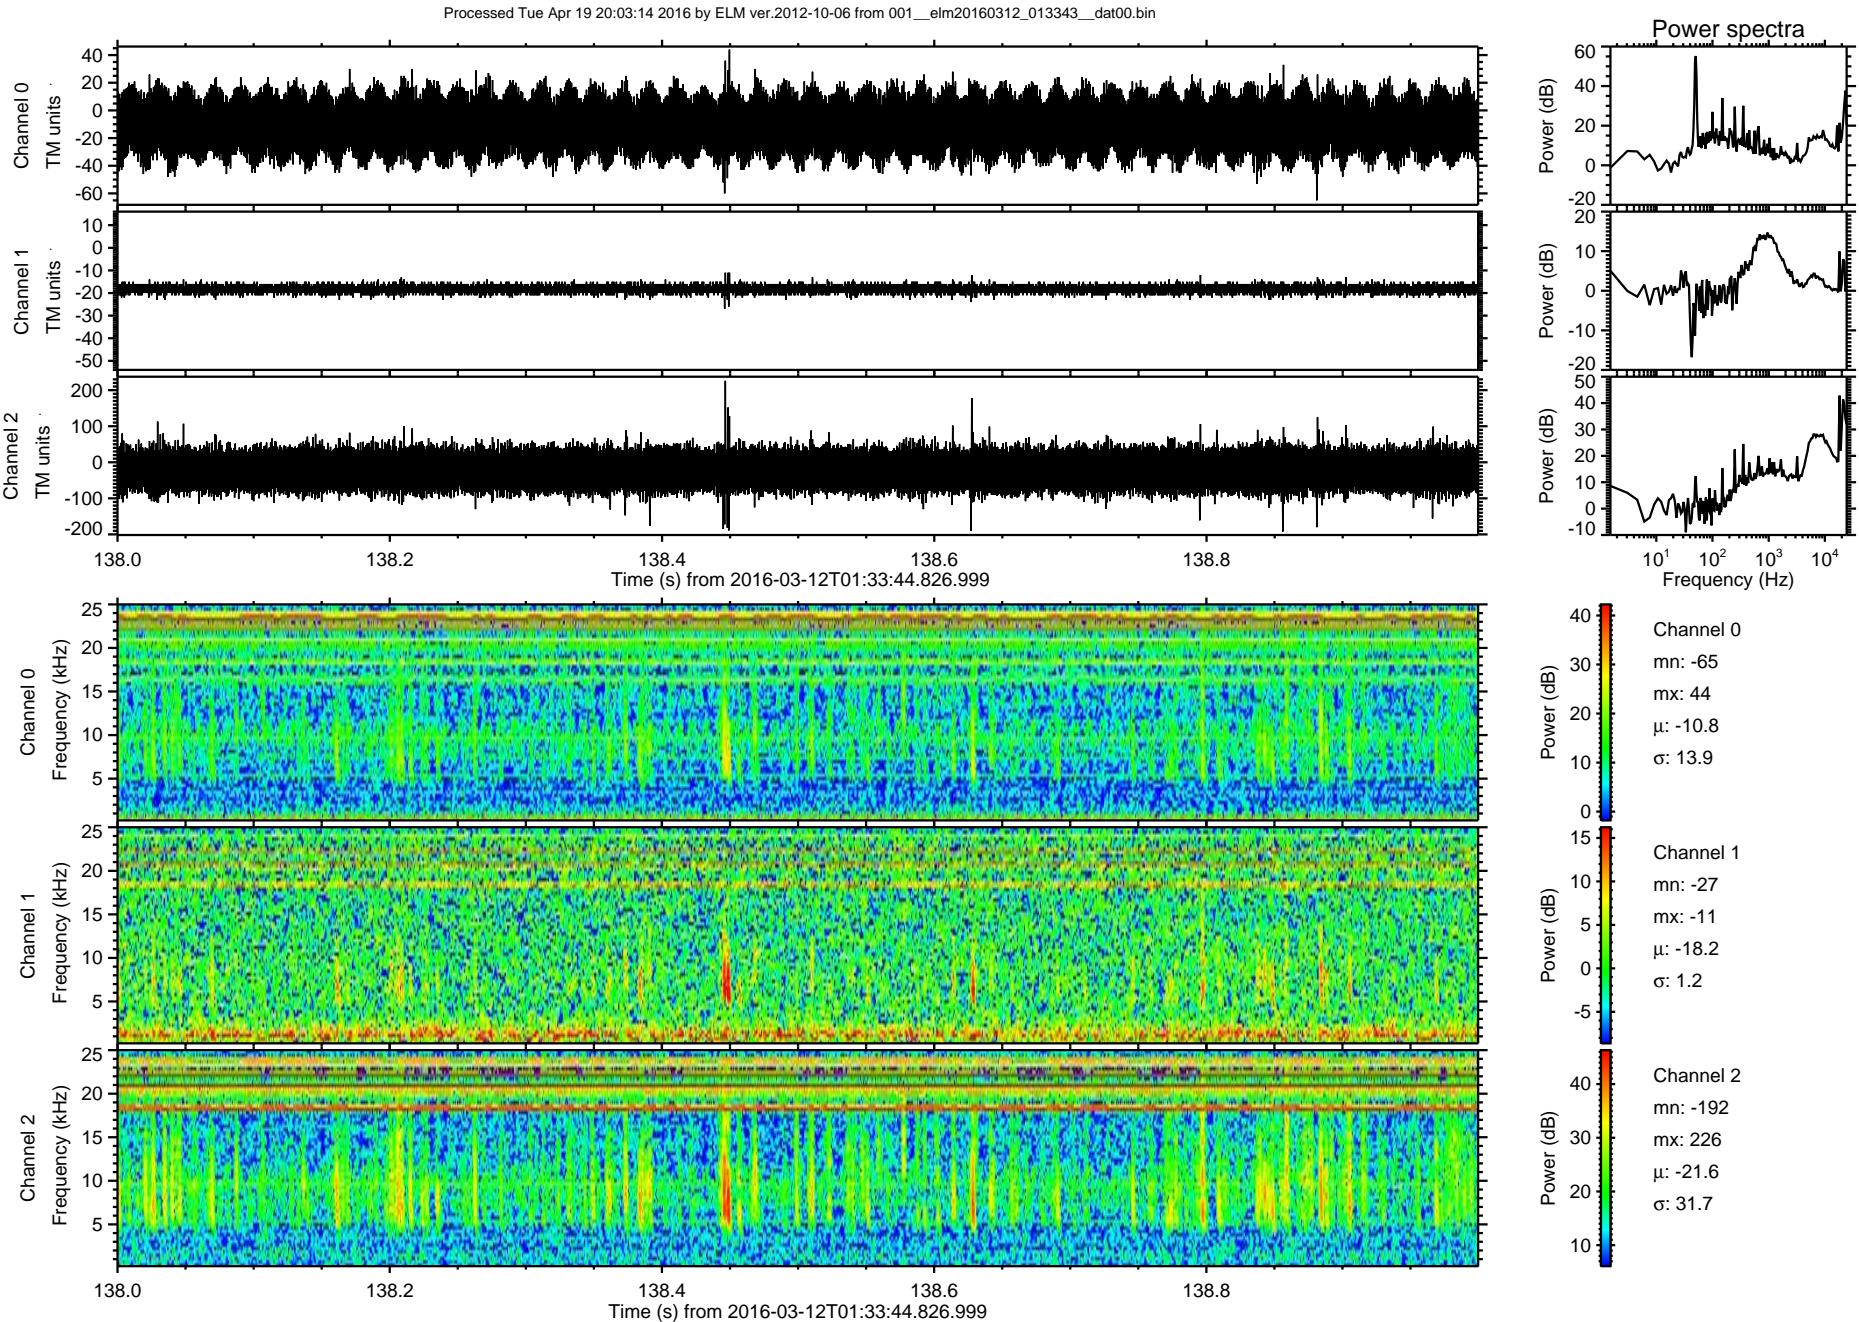 Processed Tue Apr 19 20:03:14 2016 by ELM ver.2012-10-06 from 001__elm20160312_013343__dat00.bin
Power spectra
Channel 0
TM units
40
20
0
-20
-40
-60
Power (dB)
60
40
20
0
-20
Channel 1
TM units
10
0
-10
-20
-30
-40
-50
Power (dB)
20
10
0
-10
-20
Channel 2
TM units
200
100
0
-100
-200
Power (dB)
50
40
30
20
10
0
-10
138.0 138.2 138.4 138.6 138.8
Time (s) from 2016-03-12T01:33:44.826.999
10¹ 10² 10³ 10⁴
Frequency (Hz)
Channel 0
Frequency (kHz)
25
20
15
10
5
Power (dB)
40
30
20
10
0
Channel 0
mn: -65
mx: 44
μ: -10.8
σ: 13.9
Channel 1
Frequency (kHz)
25
20
15
10
5
Power (dB)
15
10
5
0
-5
Channel 1
mn: -27
mx: -11
μ: -18.2
σ: 1.2
Channel 2
Frequency (kHz)
25
20
15
10
5
Power (dB)
40
30
20
10
Channel 2
mn: -192
mx: 226
μ: -21.6
σ: 31.7
138.0 138.2 138.4 138.6 138.8
Time (s) from 2016-03-12T01:33:44.826.999